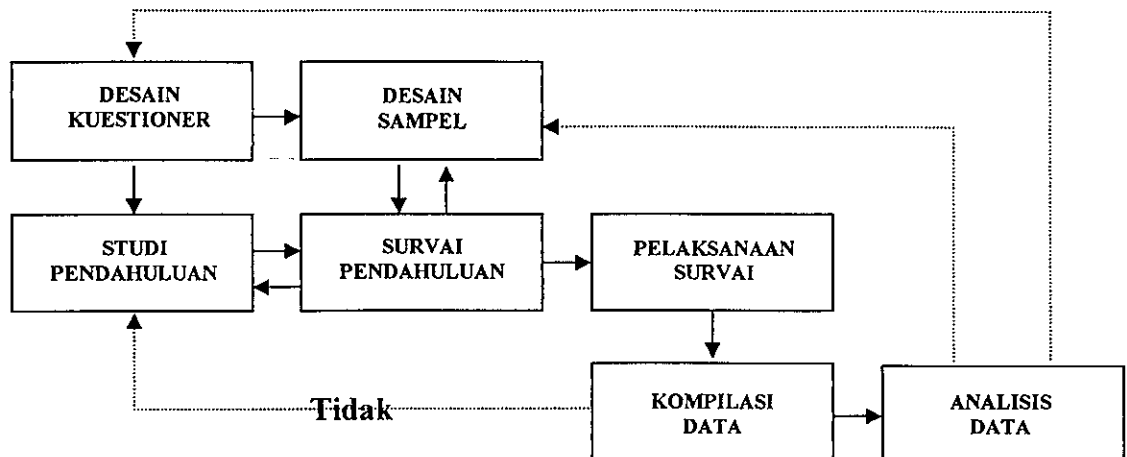 DESAIN
KUESTIONER
DESAIN
SAMPEL
STUDI
PENDAHULUAN
SURVAI
PENDAHULUAN
PELAKSANAAN
SURVAI
Tidak
KOMPILASI
DATA
ANALISIS
DATA